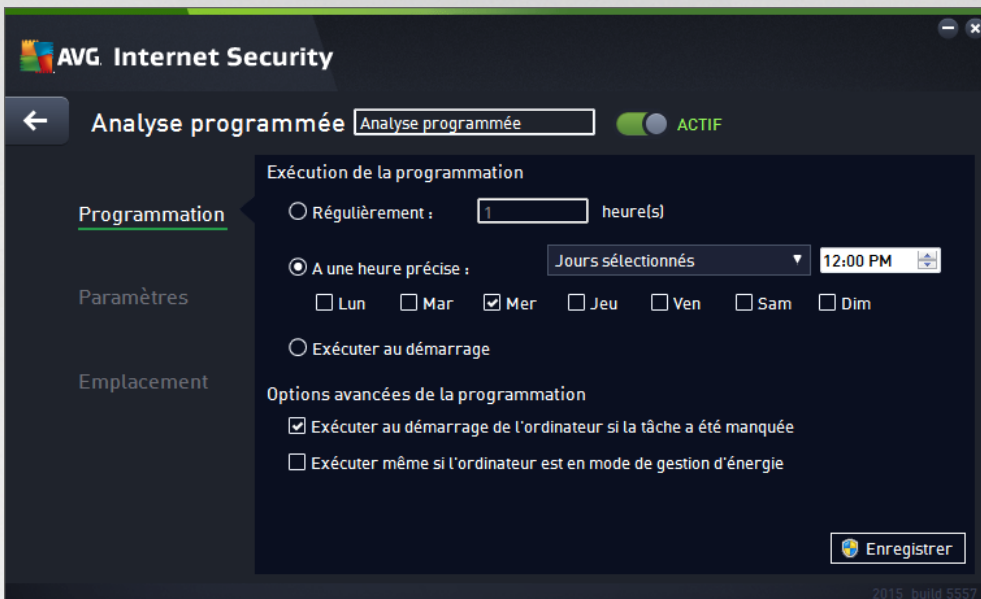 AVG Internet Security
Analyse programmée Analyse programmée ACTIF
Programmation
Paramètres
Emplacement
Exécution de la programmation
Régulièrement : 1 heure(s)
A une heure précise : Jours sélectionnés 12:00 PM
Lun Mar Mer Jeu Ven Sam Dim
Exécuter au démarrage
Options avancées de la programmation
Exécuter au démarrage de l'ordinateur si la tâche a été manquée
Exécuter même si l'ordinateur est en mode de gestion d'énergie
Enregistrer
2015 build 5557